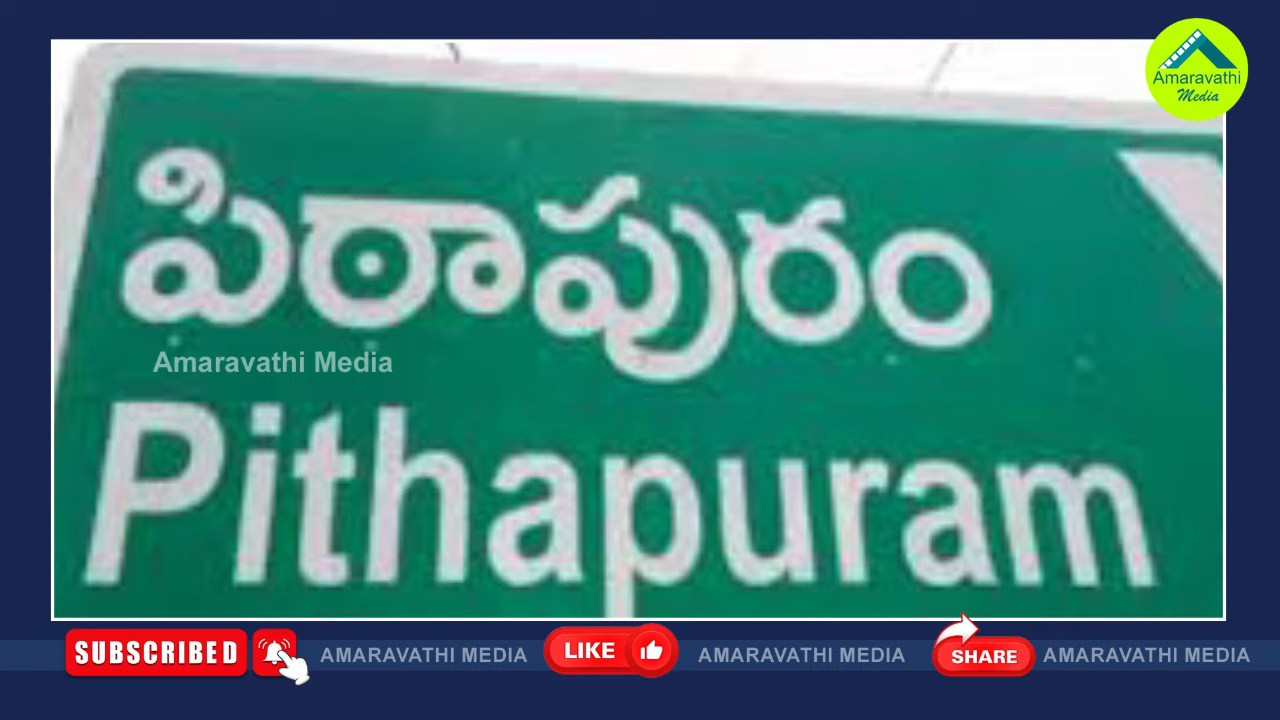 Amaravathi
Media
పిఠాపురం
Amaravathi Media
Pithapuram
SUBSCRIBED AMARAVATHI MEDIA LIKE AMARAVATHI MEDIA SHARE AMARAVATHI MEDIA